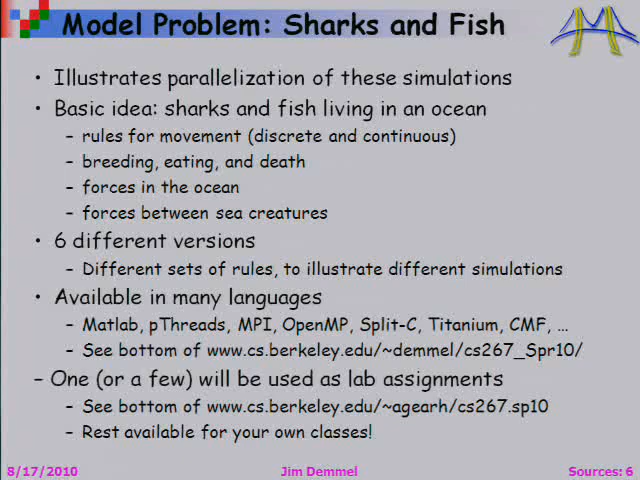 Model Problem: Sharks and Fish
• Illustrates parallelization of these simulations
• Basic idea: sharks and fish living in an ocean
– rules for movement (discrete and continuous)
– breeding, eating, and death
– forces in the ocean
– forces between sea creatures
• 6 different versions
– Different sets of rules, to illustrate different simulations
• Available in many languages
– Matlab, pThreads, MPI, OpenMP, Split-C, Titanium, CMF, …
– See bottom of www.cs.berkeley.edu/~demmel/cs267_Spr10/
– One (or a few) will be used as lab assignments
– See bottom of www.cs.berkeley.edu/~agearh/cs267.sp10
– Rest available for your own classes!
8/17/2010 Jim Demmel Sources: 6